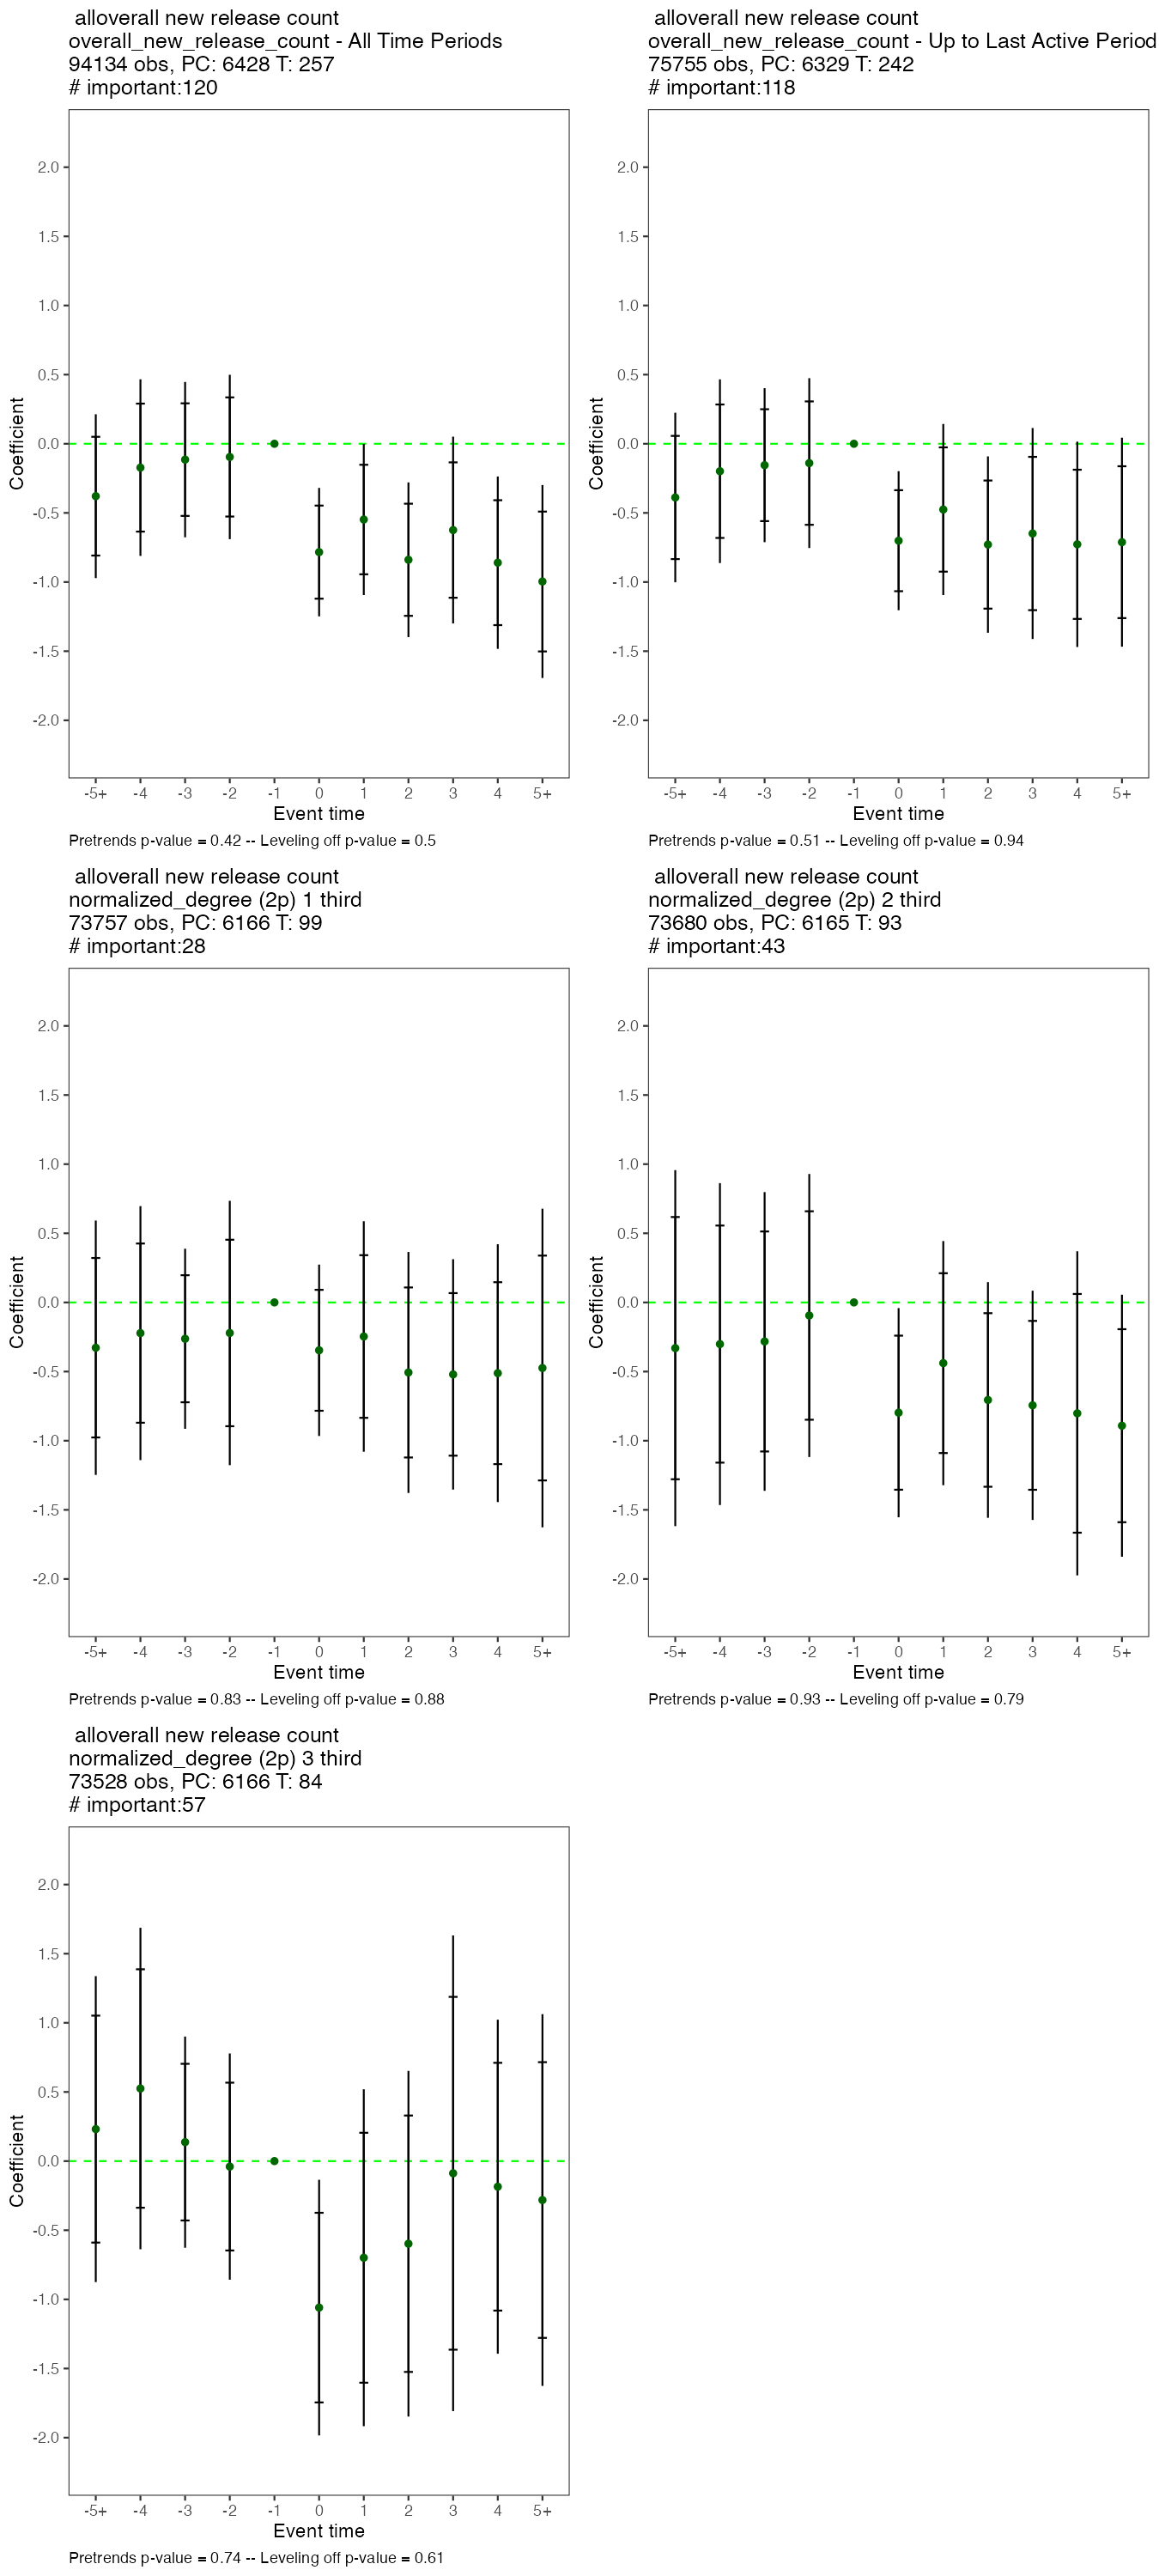 alloverall new release count
overall_new_release_count - All Time Periods
94134 obs, PC: 6428 T: 257
# important:120
2.0
1.5
1.0
0.5
0.0
-0.5
-1.0
-1.5
-2.0
Coefficient
-5+ -4 -3 -2 -1 0 1 2 3 4 5+
Event time
Pretrends p-value = 0.42 -- Leveling off p-value = 0.5
alloverall new release count
overall_new_release_count - Up to Last Active Period
75755 obs, PC: 6329 T: 242
# important:118
2.0
1.5
1.0
0.5
0.0
-0.5
-1.0
-1.5
-2.0
Coefficient
-5+ -4 -3 -2 -1 0 1 2 3 4 5+
Event time
Pretrends p-value = 0.51 -- Leveling off p-value = 0.94
alloverall new release count
normalized_degree (2p) 1 third
73757 obs, PC: 6166 T: 99
# important:28
2.0
1.5
1.0
0.5
0.0
-0.5
-1.0
-1.5
-2.0
Coefficient
-5+ -4 -3 -2 -1 0 1 2 3 4 5+
Event time
Pretrends p-value = 0.83 -- Leveling off p-value = 0.88
alloverall new release count
normalized_degree (2p) 2 third
73680 obs, PC: 6165 T: 93
# important:43
2.0
1.5
1.0
0.5
0.0
-0.5
-1.0
-1.5
-2.0
Coefficient
-5+ -4 -3 -2 -1 0 1 2 3 4 5+
Event time
Pretrends p-value = 0.93 -- Leveling off p-value = 0.79
alloverall new release count
normalized_degree (2p) 3 third
73528 obs, PC: 6166 T: 84
# important:57
2.0
1.5
1.0
0.5
0.0
-0.5
-1.0
-1.5
-2.0
Coefficient
-5+ -4 -3 -2 -1 0 1 2 3 4 5+
Event time
Pretrends p-value = 0.74 -- Leveling off p-value = 0.61